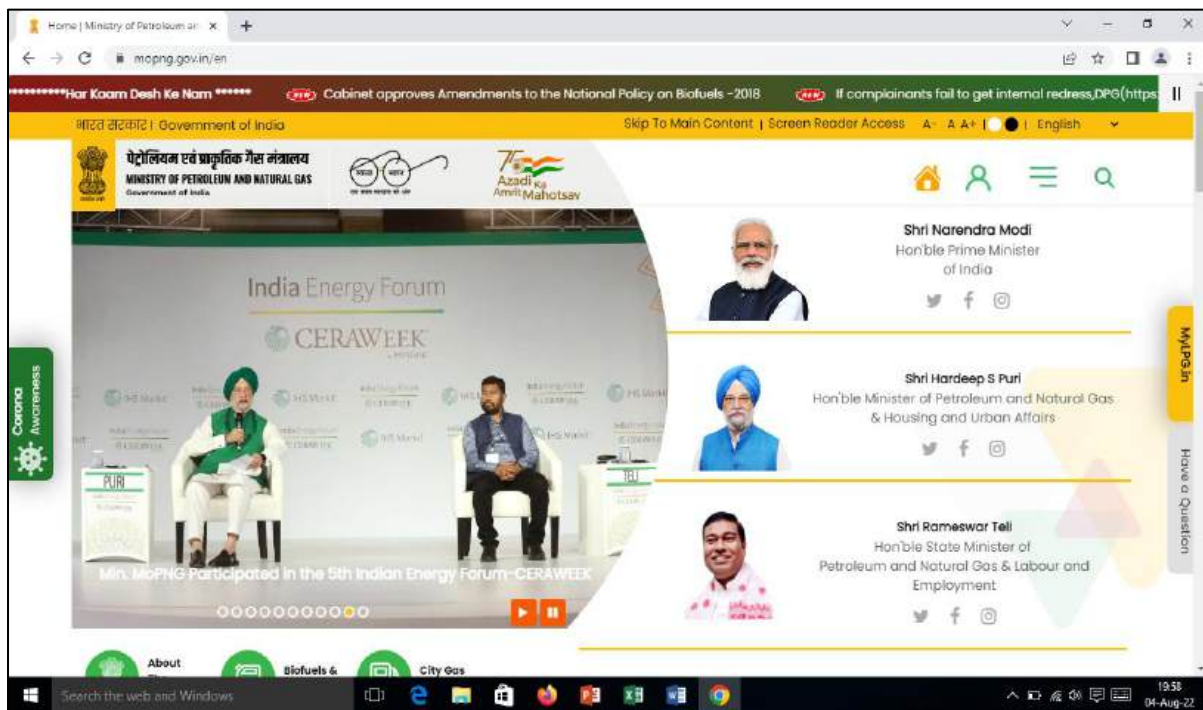 Home | Ministry of Petroleum an
mopng.gov.in/en
**********Har Kaam Desh Ke Nam ****** Cabinet approves Amendments to the National Policy on Biofuels -2018 If complainants fail to get internal redress,DPG(https:
भारत सरकार | Government of India
Skip To Main Content | Screen Reader Access A- A A+ | | English
पेट्रोलियम एवं प्राकृतिक गैस मंत्रालय
MINISTRY OF PETROLEUM AND NATURAL GAS
Government of India
75
Azadi Ka
Amrit Mahotsav
India Energy Forum
CERAWEEK
PURI
TELI
Min. MoPNG Participated in the 5th Indian Energy Forum-CERAWEEK
Shri Narendra Modi
Hon'ble Prime Minister
of India
Shri Hardeep S Puri
Hon'ble Minister of Petroleum and Natural Gas
& Housing and Urban Affairs
Shri Rameswar Teli
Hon'ble State Minister of
Petroleum and Natural Gas & Labour and
Employment
Corona
Awareness
MyLPG.in
Have a Question
About
Biofuels &
City Gas
Search the web and Windows
19:58
04-Aug-22